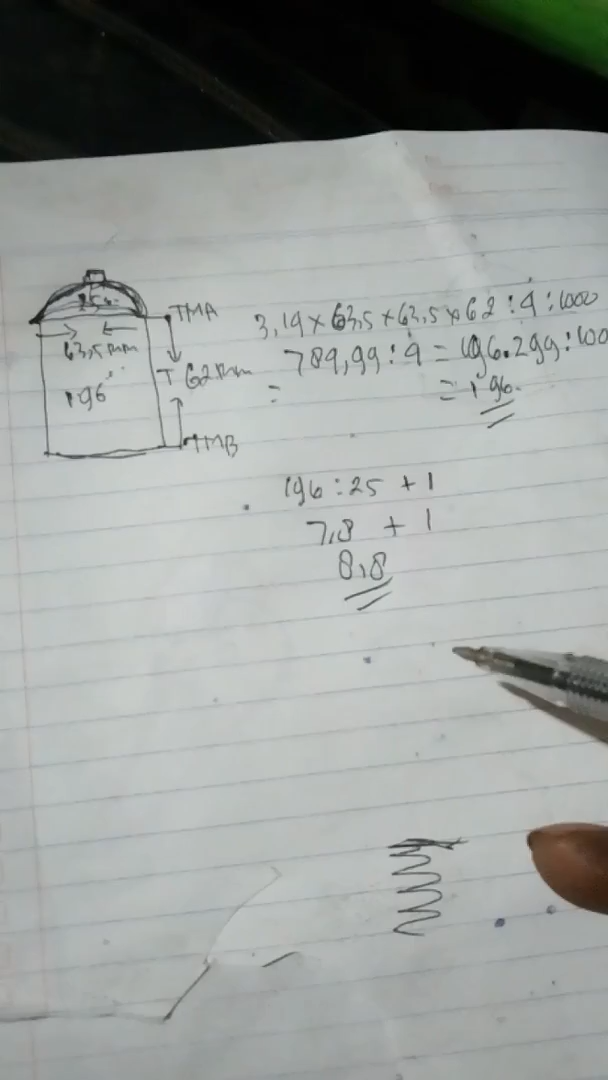 25
TMA
63,5 mm
T 62 mm
196
TMB
3,14 x 63,5 x 63,5 x 62 : 4 : 1000
= 784,99 : 4 = 196.299 : 100
= 196.
196 : 25 + 1
7,8 + 1
8,8